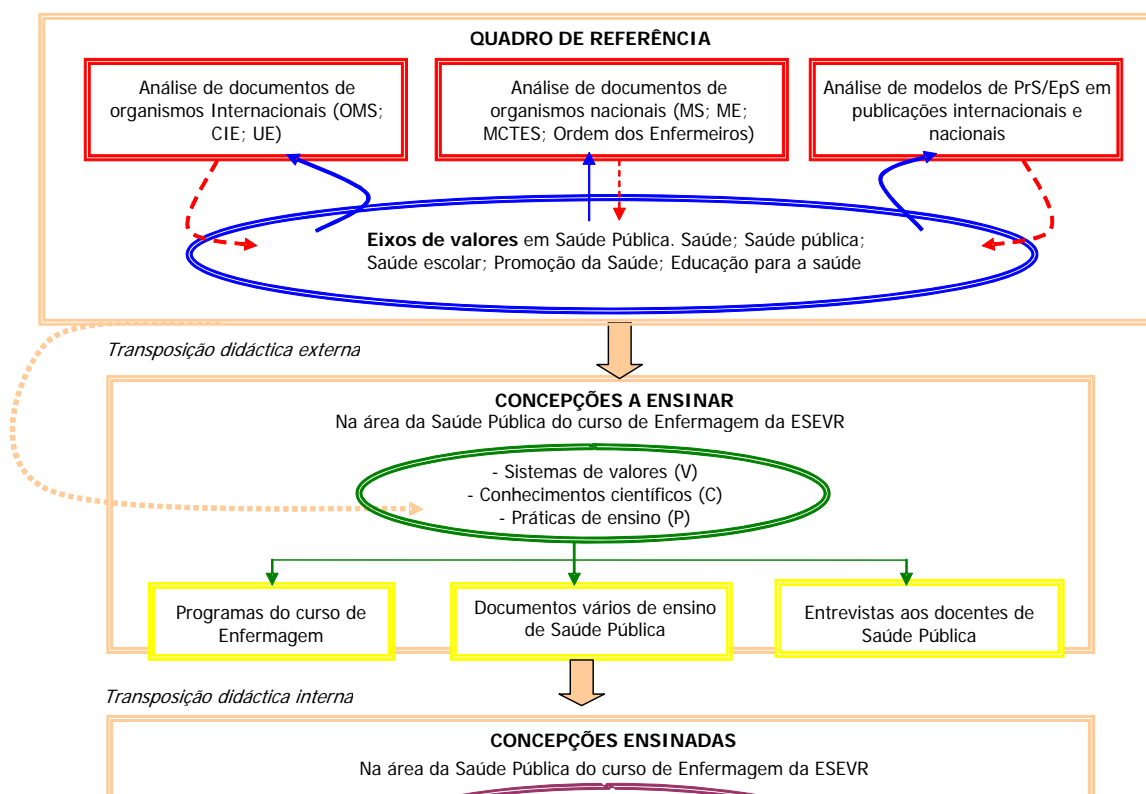 QUADRO DE REFERÊNCIA
Análise de documentos de
organismos Internacionais (OMS;
CIE; UE)
Análise de documentos de
organismos nacionais (MS; ME;
MCTES; Ordem dos Enfermeiros)
Análise de modelos de PrS/EpS em
publicações internacionais e
nacionais
Eixos de valores em Saúde Pública. Saúde; Saúde pública;
Saúde escolar; Promoção da Saúde; Educação para a saúde
Transposição didáctica externa
CONCEPÇÕES A ENSINAR
Na área da Saúde Pública do curso de Enfermagem da ESEVR
- Sistemas de valores (V)
- Conhecimentos científicos (C)
- Práticas de ensino (P)
Programas do curso de
Enfermagem
Documentos vários de ensino
de Saúde Pública
Entrevistas aos docentes de
Saúde Pública
Transposição didáctica interna
CONCEPÇÕES ENSINADAS
Na área da Saúde Pública do curso de Enfermagem da ESEVR